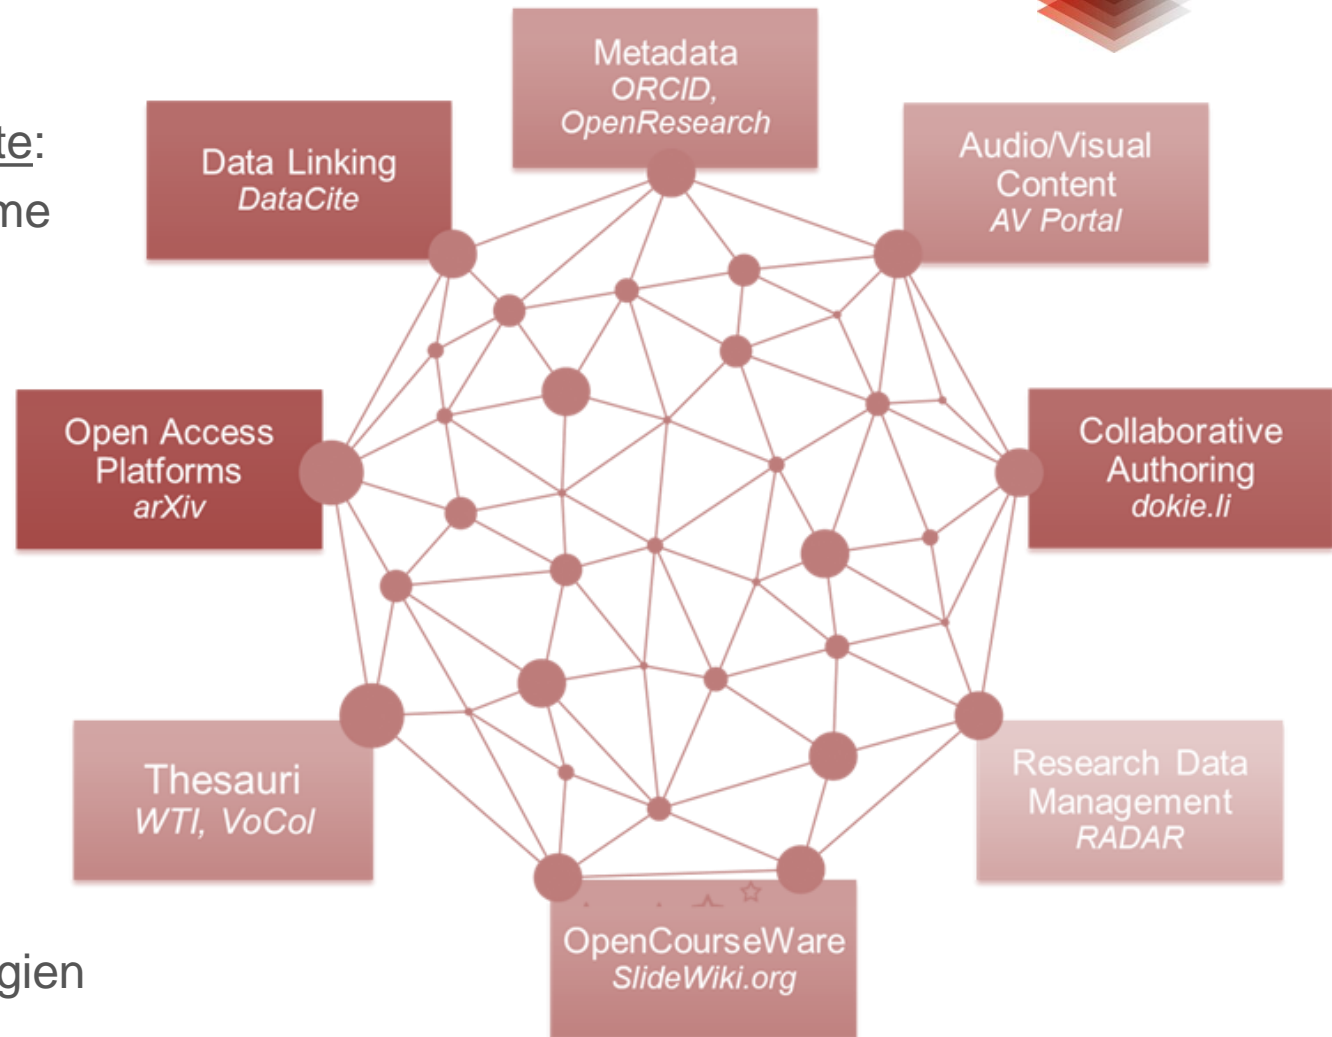 Metadata
ORCID,
OpenResearch
te:
me
Data Linking
DataCite
Audio/Visual
Content
AV Portal
Open Access
Platforms
arXiv
Collaborative
Authoring
dokie.li
Thesauri
WTI, VoCol
Research Data
Management
RADAR
OpenCourseWare
SlideWiki.org
gien